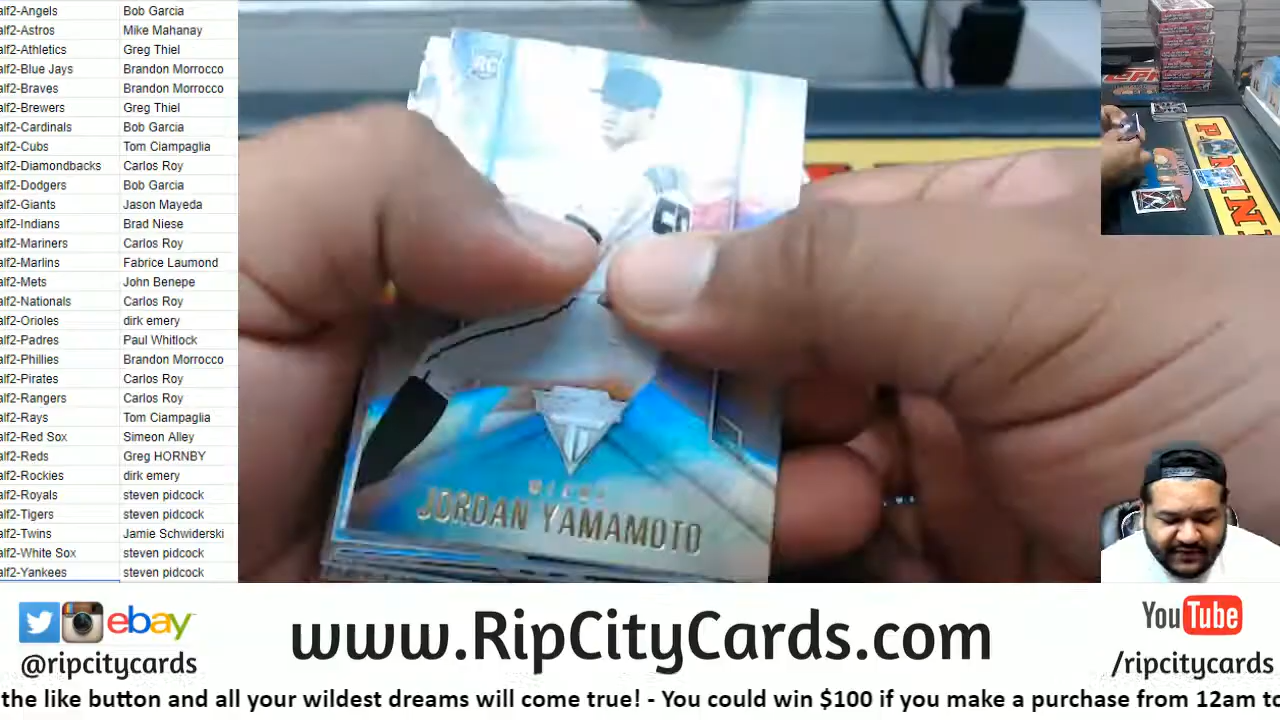 alf2-Angels Bob Garcia
alf2-Astros Mike Mahanay
alf2-Athletics Greg Thiel
alf2-Blue Jays Brandon Morrocco
alf2-Braves Brandon Morrocco
alf2-Brewers Greg Thiel
alf2-Cardinals Bob Garcia
alf2-Cubs Tom Ciampaglia
alf2-Diamondbacks Carlos Roy
alf2-Dodgers Bob Garcia
alf2-Giants Jason Mayeda
alf2-Indians Brad Niese
alf2-Mariners Carlos Roy
alf2-Marlins Fabrice Laumond
alf2-Mets John Benepe
alf2-Nationals Carlos Roy
alf2-Orioles dirk emery
alf2-Padres Paul Whitlock
alf2-Phillies Brandon Morrocco
alf2-Pirates Carlos Roy
alf2-Rangers Carlos Roy
alf2-Rays Tom Ciampaglia
alf2-Red Sox Simeon Alley
alf2-Reds Greg HORNBY
alf2-Rockies dirk emery
alf2-Royals steven pidcock
alf2-Tigers steven pidcock
alf2-Twins Jamie Schwiderski
alf2-White Sox steven pidcock
alf2-Yankees steven pidcock
RC
JORDAN YAMAMOTO
PANINI
ebay
@ripcitycards
www.RipCityCards.com
YouTube
/ripcitycards
the like button and all your wildest dreams will come true! - You could win $100 if you make a purchase from 12am to